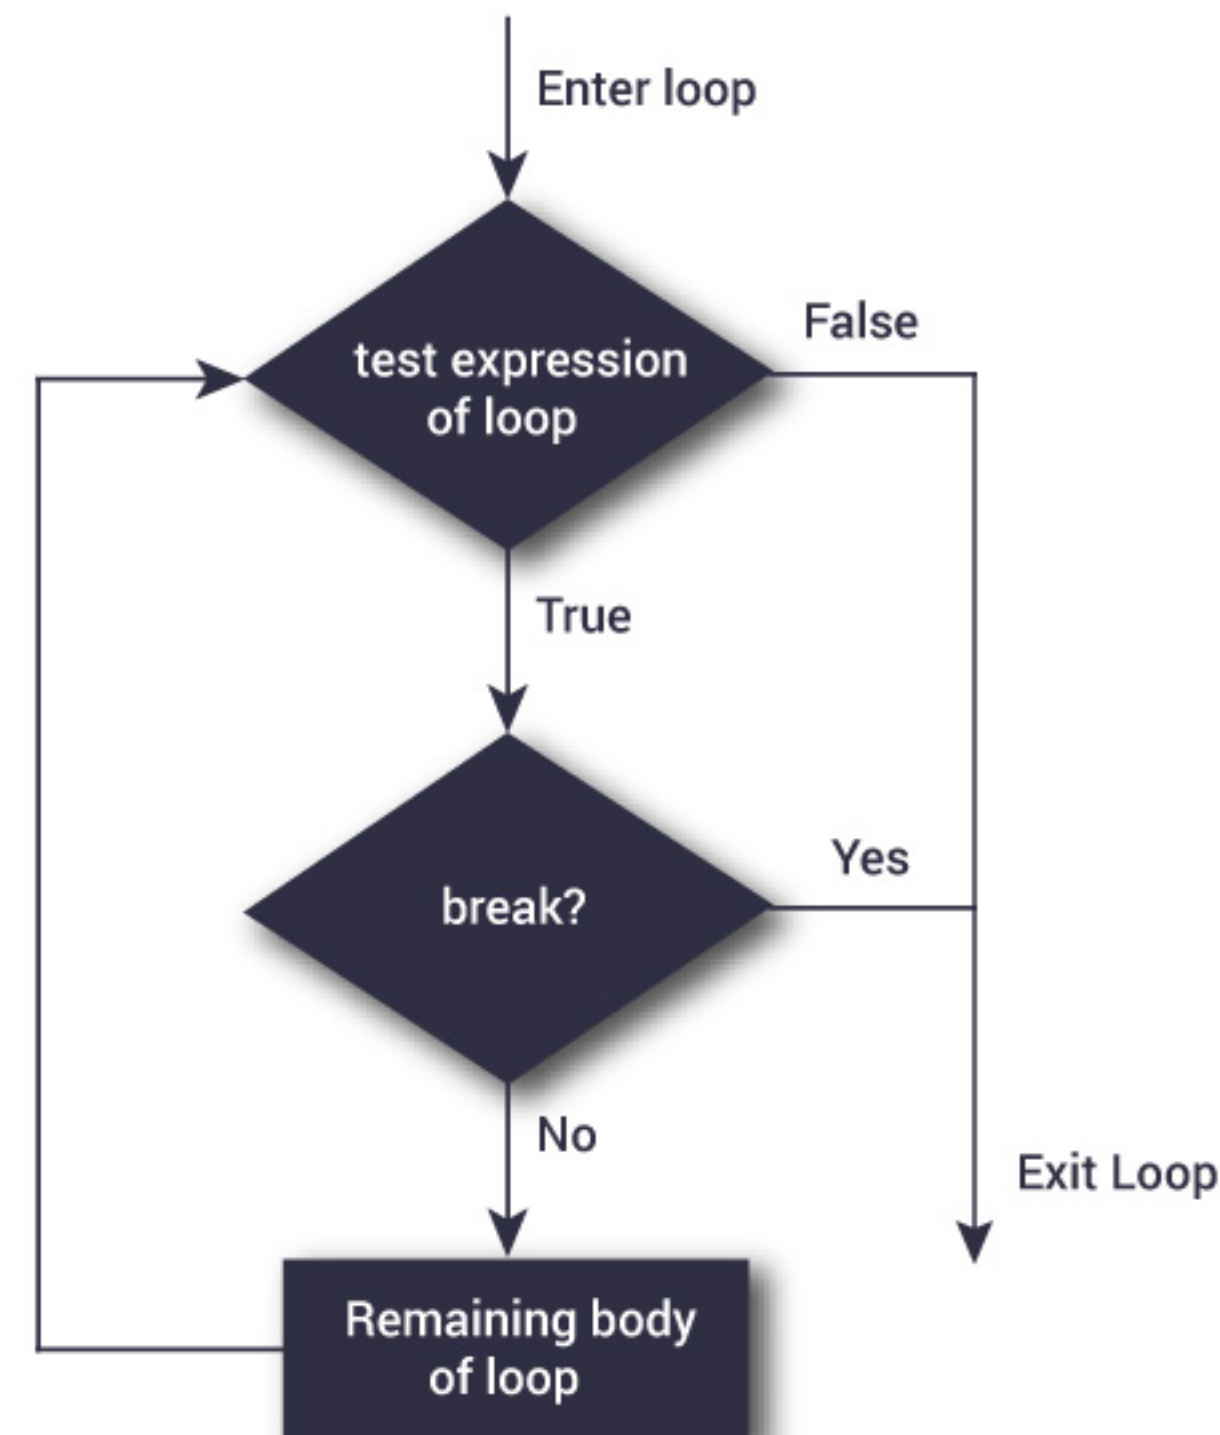 Enter loop
False
test expression
of loop
True
Yes
break?
No
Exit Loop
Remaining body
of loop